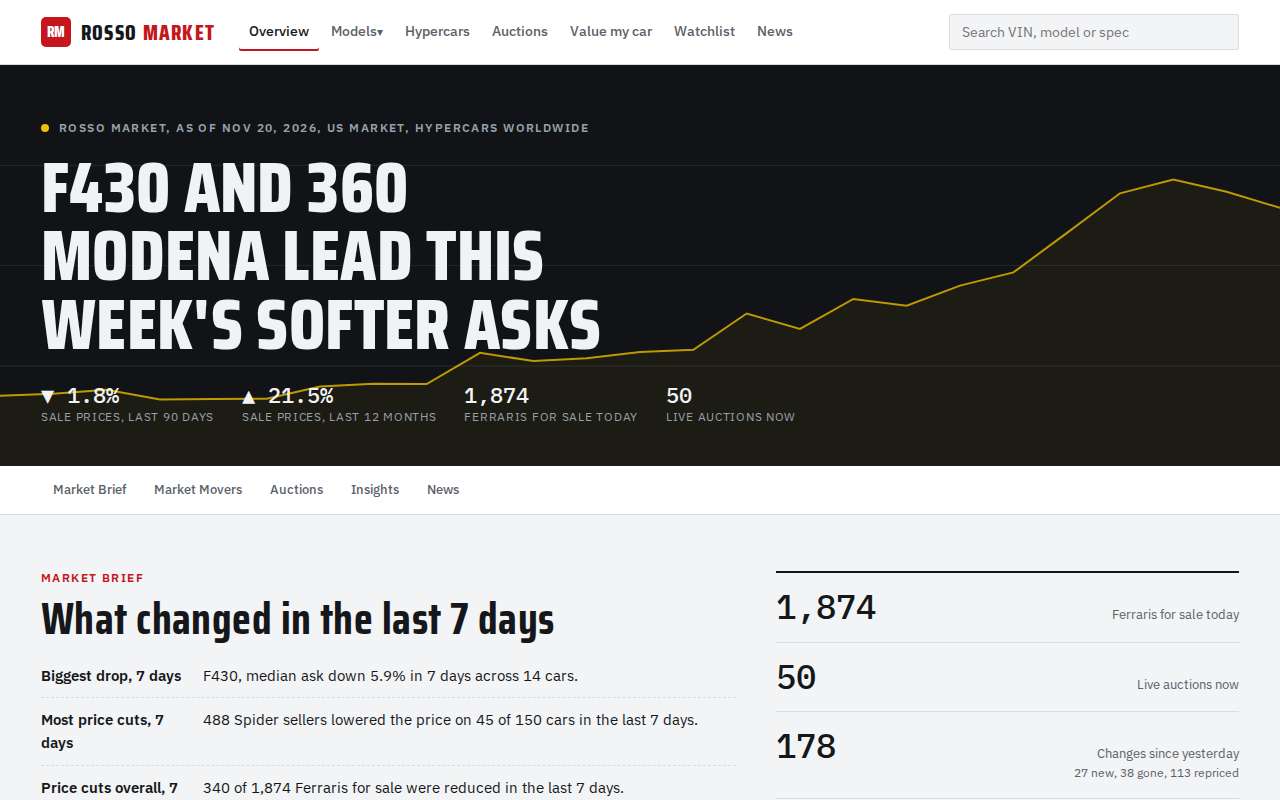 RM ROSSO MARKET Overview Models▾ Hypercars Auctions Value my car Watchlist News Search VIN, model or spec
ROSSO MARKET, AS OF NOV 20, 2026, US MARKET, HYPERCARS WORLDWIDE
F430 AND 360
MODENA LEAD THIS
WEEK'S SOFTER ASKS
▼ 1.8% ▲ 21.5% 1,874 50
SALE PRICES, LAST 90 DAYS SALE PRICES, LAST 12 MONTHS FERRARIS FOR SALE TODAY LIVE AUCTIONS NOW
Market Brief Market Movers Auctions Insights News
MARKET BRIEF
What changed in the last 7 days
Biggest drop, 7 days F430, median ask down 5.9% in 7 days across 14 cars.
Most price cuts, 7 488 Spider sellers lowered the price on 45 of 150 cars in the last 7 days.
days
Price cuts overall, 7 340 of 1,874 Ferraris for sale were reduced in the last 7 days.
1,874 Ferraris for sale today
50 Live auctions now
178 Changes since yesterday
27 new, 38 gone, 113 repriced